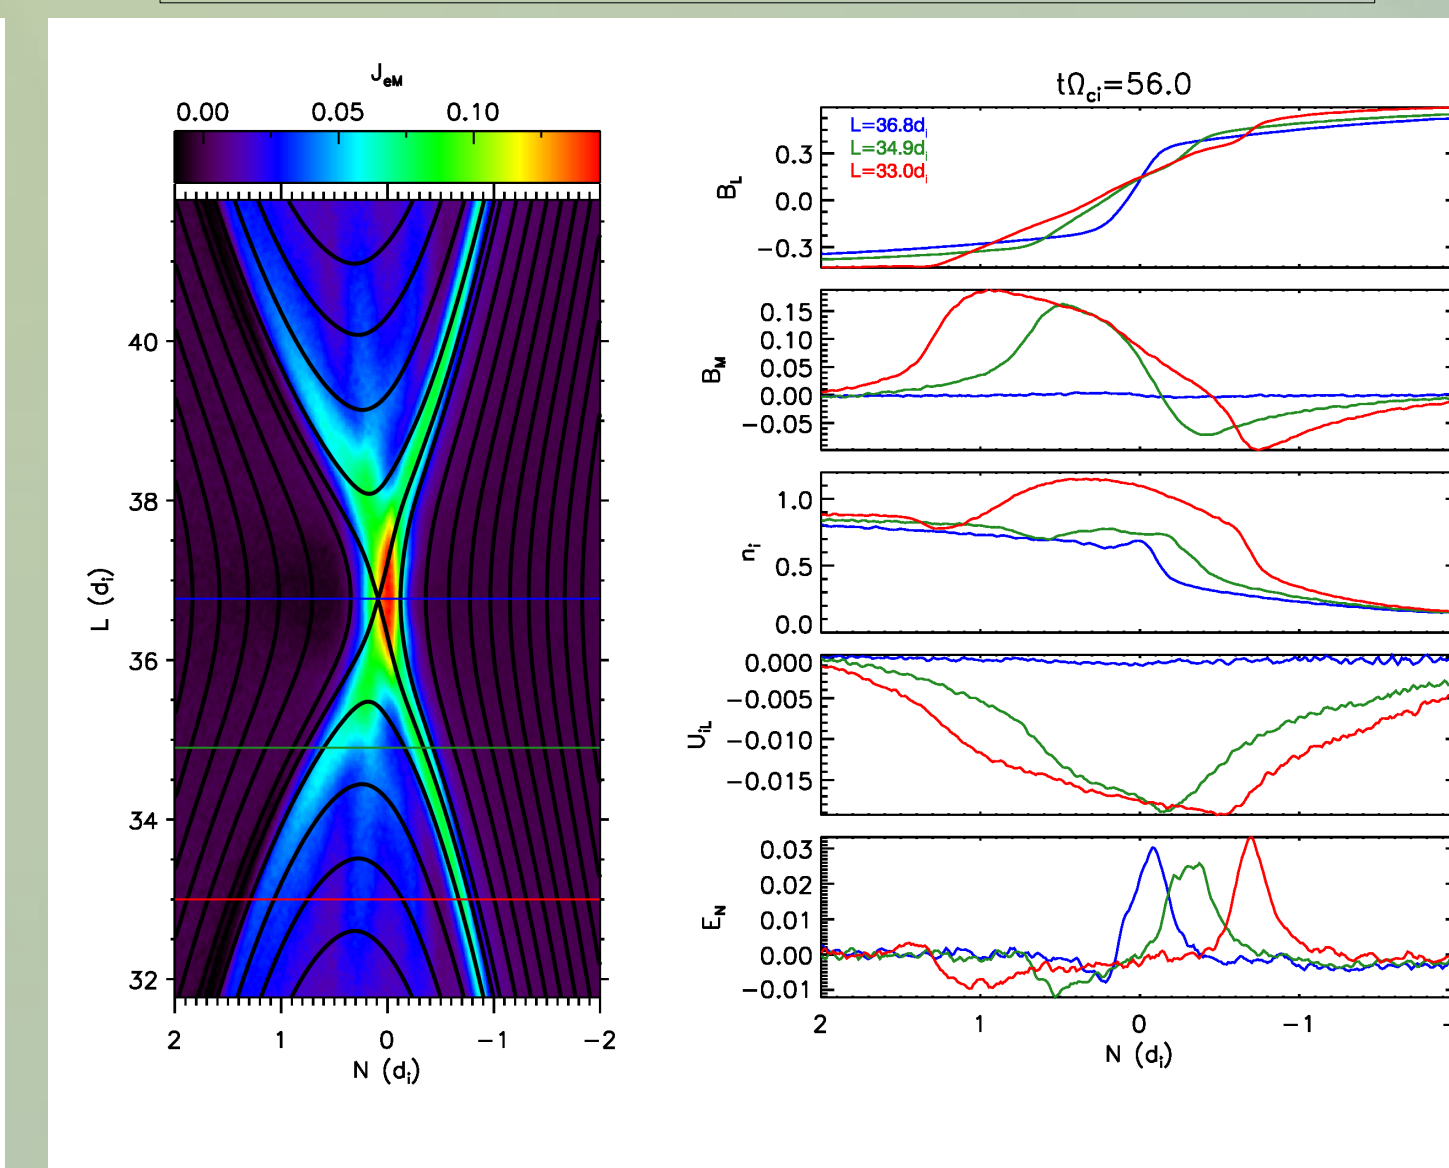 J_eM
0.00 0.05 0.10
40
38
36
34
32
L (d_i)
2 1 0 −1 −2
N (d_i)
tΩ_ci=56.0
L=36.8d_i
L=34.9d_i
L=33.0d_i
0.3
0.0
−0.3
B_L
0.15
0.10
0.05
0.00
−0.05
B_M
1.0
0.5
0.0
n_i
0.000
−0.005
−0.010
−0.015
U_iL
0.03
0.02
0.01
0.00
−0.01
E_N
2 1 0 −1
N (d_i)